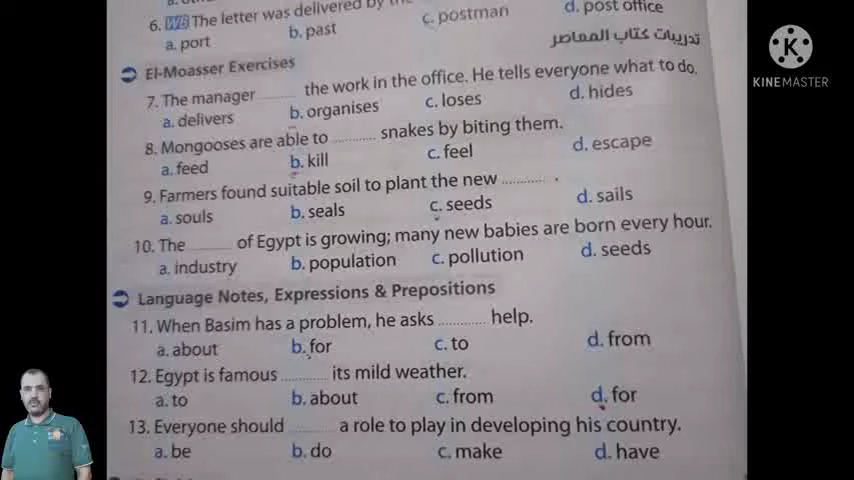 6. WB The letter was delivered by the
a. port b. past c. postman d. post office
تدريبات كتاب المعاصر
El-Moasser Exercises
7. The manager ........ the work in the office. He tells everyone what to do.
a. delivers b. organises c. loses d. hides
8. Mongooses are able to ........ snakes by biting them.
a. feed b. kill c. feel d. escape
9. Farmers found suitable soil to plant the new ........ .
a. souls b. seals c. seeds d. sails
10. The ........ of Egypt is growing; many new babies are born every hour.
a. industry b. population c. pollution d. seeds
Language Notes, Expressions & Prepositions
11. When Basim has a problem, he asks ........ help.
a. about b. for c. to d. from
12. Egypt is famous ........ its mild weather.
a. to b. about c. from d. for
13. Everyone should ........ a role to play in developing his country.
a. be b. do c. make d. have
K
KINEMASTER